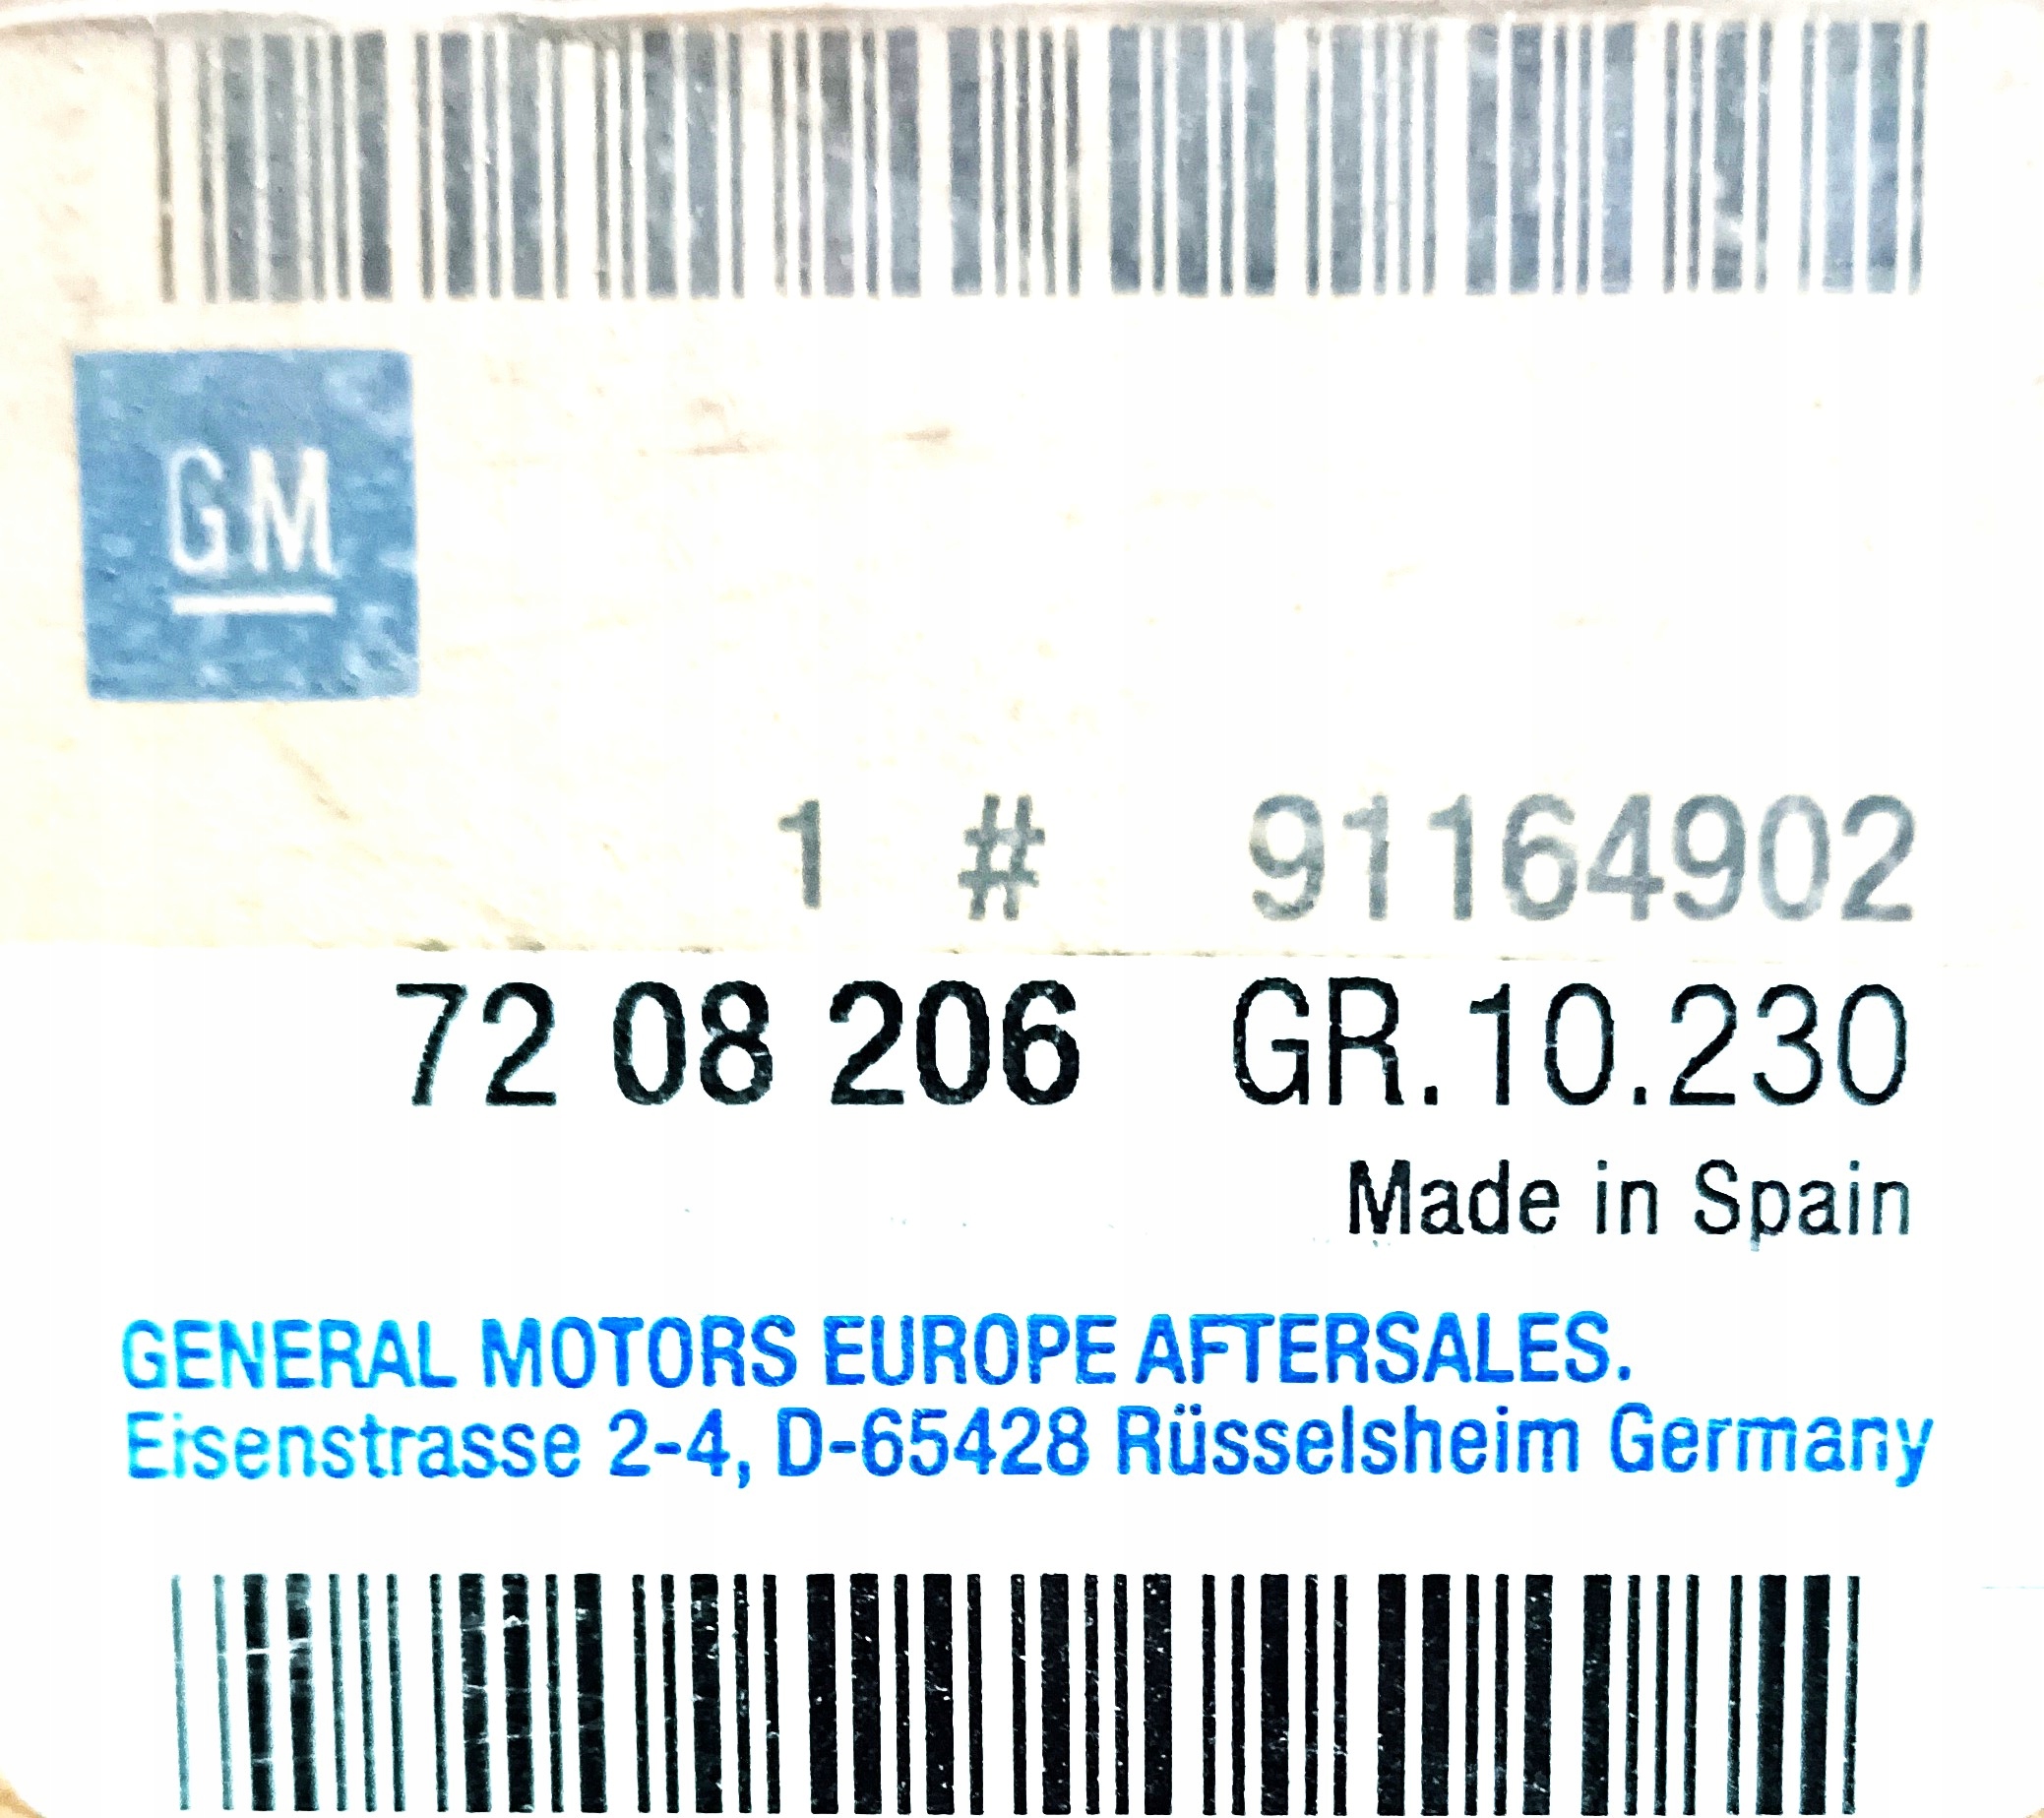 GM
1 # 91164902
72 08 206 GR.10.230
Made in Spain
GENERAL MOTORS EUROPE AFTERSALES.
Eisenstrasse 2-4, D-65428 Rüsselsheim Germany